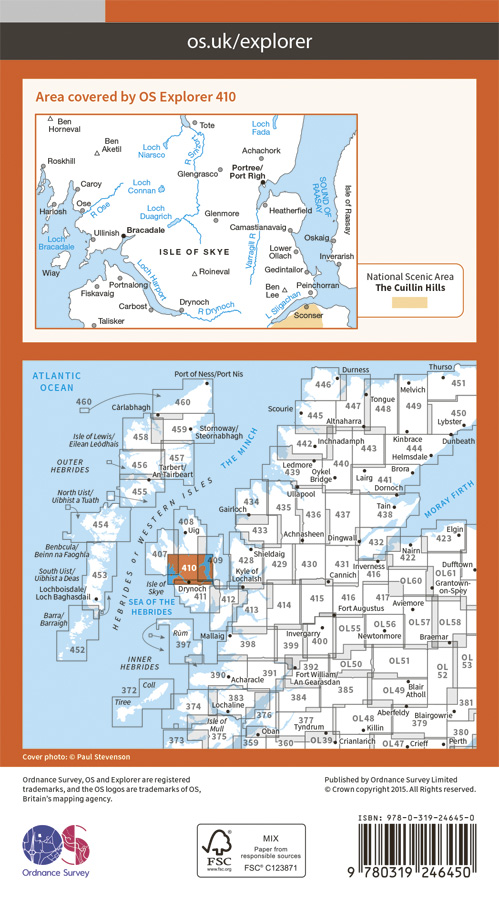 os.uk/explorer
Area covered by OS Explorer 410
Ben
Horneval
Tote
Loch
Fada
Ben
Aketil
Loch
Niarsco
R Snizort
Achachork
Roskhill
Glengrasco
Portree/
Port Righ
Caroy
Loch
Connan
SOUND OF
RAASAY
Isle of Raasay
Ose
R Ose
Harlosh
Loch
Duagrich
Glenmore
Heatherfield
Loch
Bracadale
Ullinish
Bracadale
Camastianavaig
Oskaig
ISLE OF SKYE
Varragill R
Lower
Ollach
Inverarish
Wiay
Loch Harport
Roineval
Gedintailor
Portnalong
Ben
Lee
Peinchorran
Fiskavaig
Carbost
Drynoch
R Drynoch
L Sligachan
Talisker
Sconser
National Scenic Area
The Cuillin Hills
ATLANTIC
OCEAN
Port of Ness/Port Nis
Durness
Thurso
446
451
Melvich
460
460
Càrlabhagh
Scourie
447
Tongue
448
449
445
450
459
Stornoway/
Steornabhagh
Altnaharra
Lybster
458
Isle of Lewis/
Eilean Leòdhais
THE MINCH
442
Inchnadamph
Kinbrace
444
Dunbeath
443
Helmsdale
457
456
Tarbert/
An Tairbeart
Ledmore
439
Oykel
Bridge
440
Brora
OUTER
HEBRIDES
Lairg
441
455
Ullapool
Dornoch
North Uist/
Uibhist a Tuath
434
435
437
Tain
438
MORAY FIRTH
Gairloch
454
408
Uig
433
436
Achnasheen
Dingwall
432
Elgin
423
Nairn
422
Benbcula/
Beinn na Faoghla
407
410
409
428
Shieldaig
429
430
431
Inverness
416
417
Dufftown
OL61
OL60
South Uist/
Uibhist a Deas
453
Kyle of
Lochalsh
Cannich
Grantown-
on-Spey
Isle of
Skye
Drynoch
411
412
Lochboisdale/
Loch Baghasdail
SEA OF THE
HEBRIDES
HEBRIDES or WESTERN ISLES
413
414
415
416
Fort Augustus
Aviemore
Barra/
Barraigh
Rùm
397
Mallaig
398
399
Invergarry
400
OL55
OL56
Newtonmore
OL57
Braemar
OL58
OL59
452
INNER
HEBRIDES
390
391
392
Fort William/
An Gearasdan
OL50
OL51
OL
52
OL
53
Acharacle
372
Coll
Tiree
383
Lochaline
384
385
OL49
Blair
Atholl
381
374
376
Aberfeldy
Blairgowrie
OL48
Killin
380
Isle of
Mull
375
Oban
377
Tyndrum
373
359
360
OL39
Crianlarich
OL47
Crieff
Perth
Cover photo: © Paul Stevenson
Ordnance Survey, OS and Explorer are registered
trademarks, and the OS logos are trademarks of OS,
Britain's mapping agency.
Published by Ordnance Survey Limited
© Crown copyright 2015. All Rights reserved.
OS
Ordnance Survey
FSC
www.fsc.org
MIX
Paper from
responsible sources
FSC® C123871
ISBN: 978-0-319-24645-0
9 780319 246450